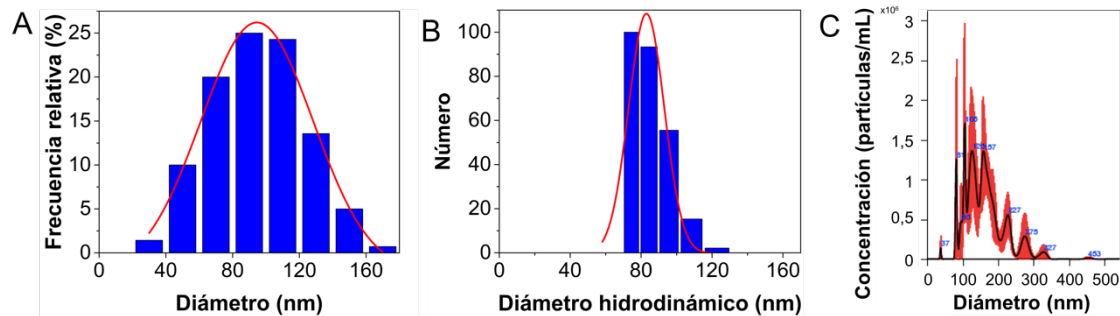 A
Frecuencia relativa (%)
25
20
15
10
5
0
0 40 80 120 160
Diámetro (nm)
B
Número
100
80
60
40
20
0
0 40 80 120 160
Diámetro hidrodinámico (nm)
C
x10⁶
Concentración (partículas/mL)
3
2.5
2
1.5
1
0.5
0
0 100 200 300 400 500
Diámetro (nm)
37
227
275
327
453